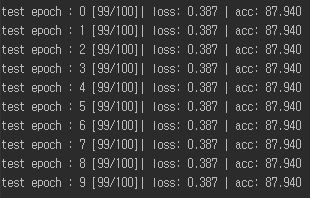 test epoch : 0 [99/100]| loss: 0.387 | acc: 87.940
test epoch : 1 [99/100]| loss: 0.387 | acc: 87.940
test epoch : 2 [99/100]| loss: 0.387 | acc: 87.940
test epoch : 3 [99/100]| loss: 0.387 | acc: 87.940
test epoch : 4 [99/100]| loss: 0.387 | acc: 87.940
test epoch : 5 [99/100]| loss: 0.387 | acc: 87.940
test epoch : 6 [99/100]| loss: 0.387 | acc: 87.940
test epoch : 7 [99/100]| loss: 0.387 | acc: 87.940
test epoch : 8 [99/100]| loss: 0.387 | acc: 87.940
test epoch : 9 [99/100]| loss: 0.387 | acc: 87.940